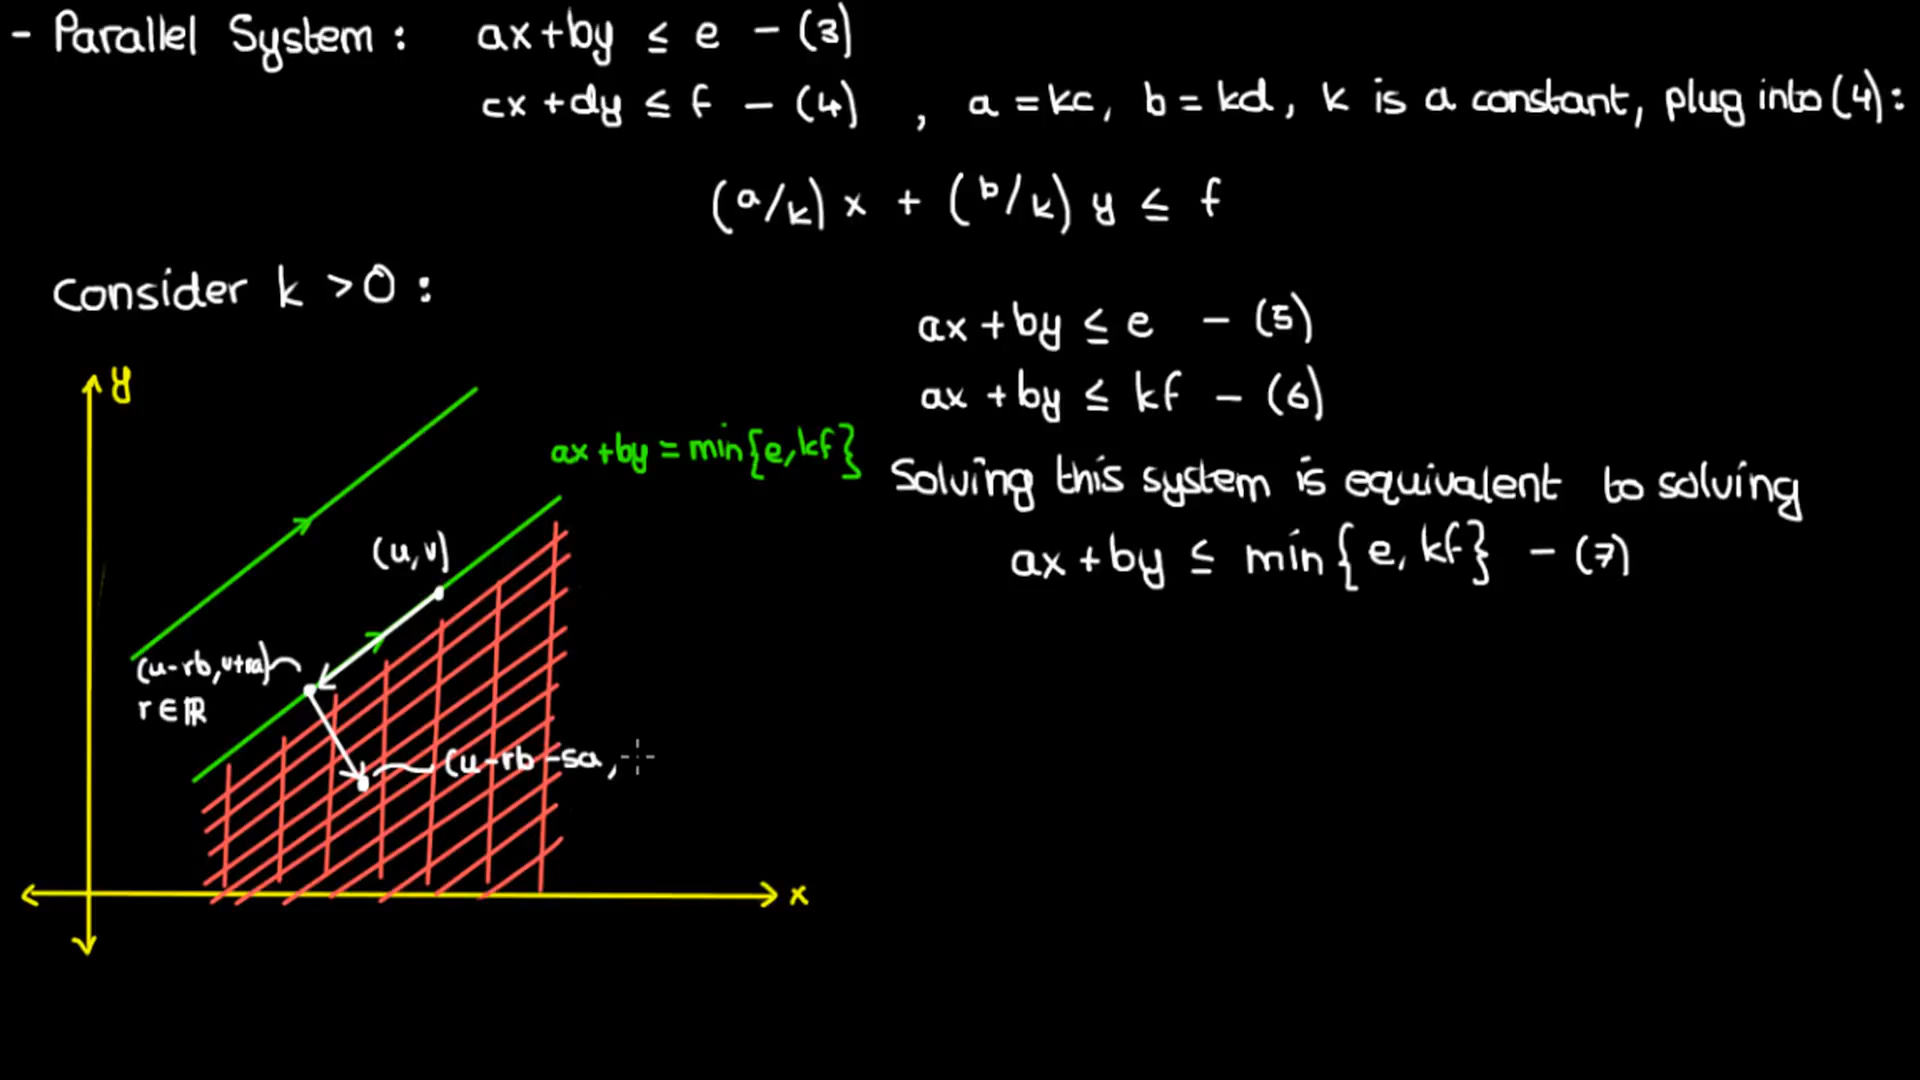 - Parallel System: ax+by ≤ e - (3)
cx+dy ≤ f - (4) , a=kc, b=kd, k is a constant, plug into (4):
(a/k) x + (b/k) y ≤ f
Consider k >0 :
ax+by ≤ e - (5)
ax+by ≤ kf - (6)
Solving this system is equivalent to solving
ax+by ≤ min{e, kf} - (7)
y
ax+by = min{e, kf}
(u,v)
(u-rb,v+ra)
r∈ℝ
(u-rb-sa,
x